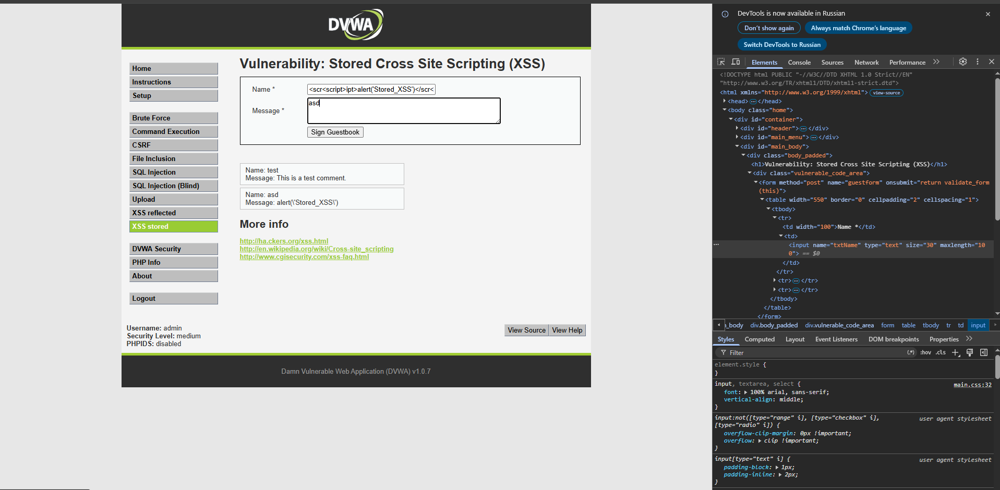 DVWA
Home
Instructions
Setup
Brute Force
Command Execution
CSRF
File Inclusion
SQL Injection
SQL Injection (Blind)
Upload
XSS reflected
XSS stored
DVWA Security
PHP Info
About
Logout
Vulnerability: Stored Cross Site Scripting (XSS)
Name *
<scr<script>ipt>alert('Stored_XSS')</scr<
Message *
asd
Sign Guestbook
Name: test
Message: This is a test comment.
Name: asd
Message: alert(\'Stored_XSS\')
More info
http://ha.ckers.org/xss.html
http://en.wikipedia.org/wiki/Cross-site_scripting
http://www.cgisecurity.com/xss-faq.html
Username: admin
Security Level: medium
PHPIDS: disabled
View Source
View Help
Damn Vulnerable Web Application (DVWA) v1.0.7
DevTools is now available in Russian
Don't show again
Always match Chrome's language
Switch DevTools to Russian
Elements Console Sources Network Performance
<!DOCTYPE html PUBLIC "-//W3C//DTD XHTML 1.0 Strict//EN"
"http://www.w3.org/TR/xhtml1/DTD/xhtml1-strict.dtd">
<html xmlns="http://www.w3.org/1999/xhtml"> view-source
<head> … </head>
<body class="home">
<div id="container">
<div id="header"> … </div>
<div id="main_menu"> … </div>
<div id="main_body">
<div class="body_padded">
<h1>Vulnerability: Stored Cross Site Scripting (XSS)</h1>
<div class="vulnerable_code_area">
<form method="post" name="guestform" onsubmit="return validate_form
(this)">
<table width="550" border="0" cellpadding="2" cellspacing="1">
<tbody>
<tr>
<td width="100">Name *</td>
<td>
<input name="txtName" type="text" size="30" maxlength="10
0"> == $0
</td>
</tr>
<tr> … </tr>
<tr> … </tr>
</tbody>
</table>
</form>
n_body div.body_padded div.vulnerable_code_area form table tbody tr td input
Styles Computed Layout Event Listeners DOM breakpoints Properties
Filter
:hov .cls
element.style {
}
input, textarea, select {
main.css:32
font: 100% arial, sans-serif;
vertical-align: middle;
}
input:not([type="range" i], [type="checkbox" i],
user agent stylesheet
[type="radio" i]) {
overflow-clip-margin: 0px !important;
overflow: clip !important;
}
input[type="text" i] {
user agent stylesheet
padding-block: 1px;
padding-inline: 2px;
}